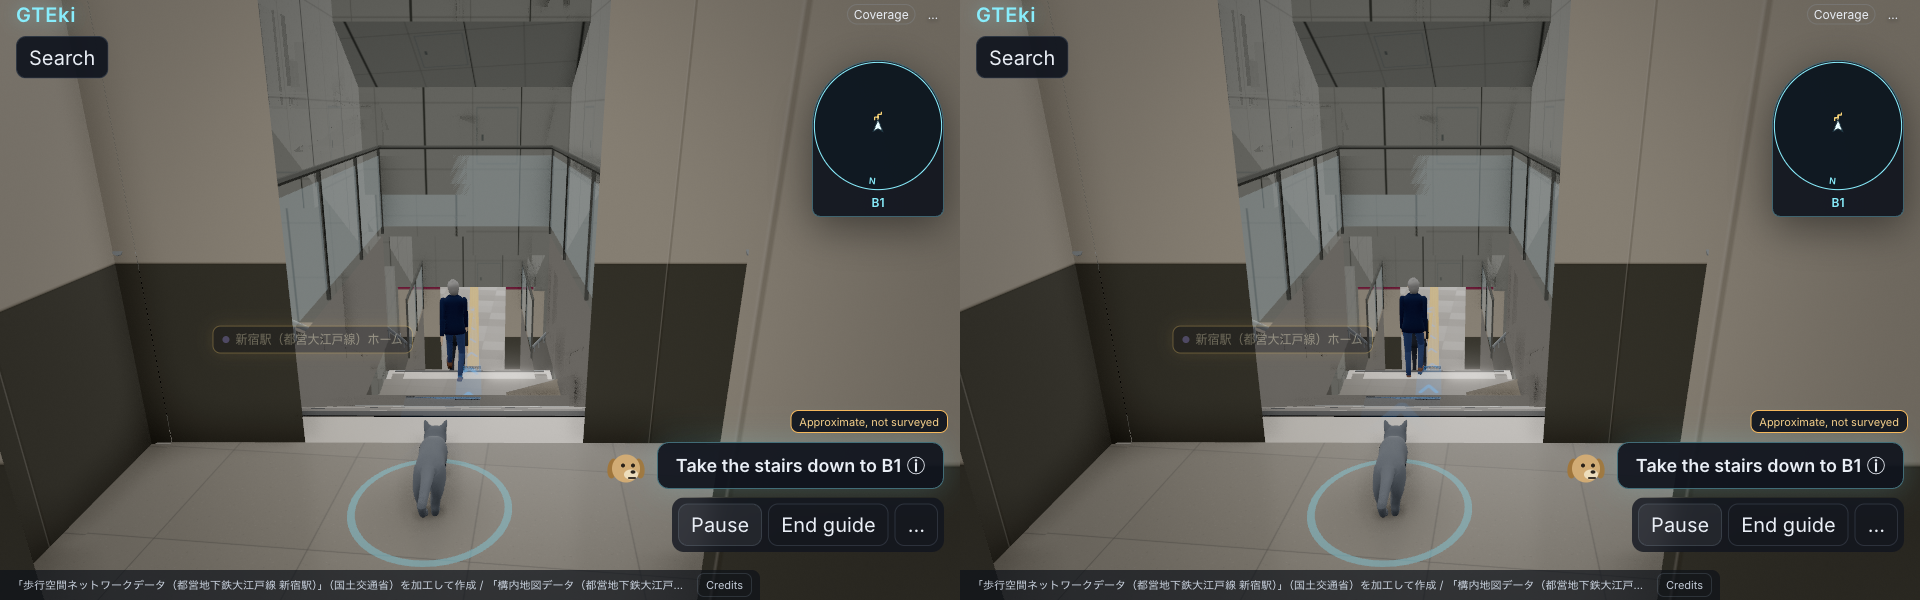 GTEki
Coverage
...
Search
N
B1
新宿駅（都営大江戸線）ホーム
Approximate, not surveyed
Take the stairs down to B1 ⓘ
Pause
End guide
...
「歩行空間ネットワークデータ（都営地下鉄大江戸線 新宿駅）」（国土交通省）を加工して作成 / 「構内地図データ（都営地下鉄大江戸...
Credits
GTEki
Coverage
...
Search
N
B1
新宿駅（都営大江戸線）ホーム
Approximate, not surveyed
Take the stairs down to B1 ⓘ
Pause
End guide
...
「歩行空間ネットワークデータ（都営地下鉄大江戸線 新宿駅）」（国土交通省）を加工して作成 / 「構内地図データ（都営地下鉄大江戸...
Credits